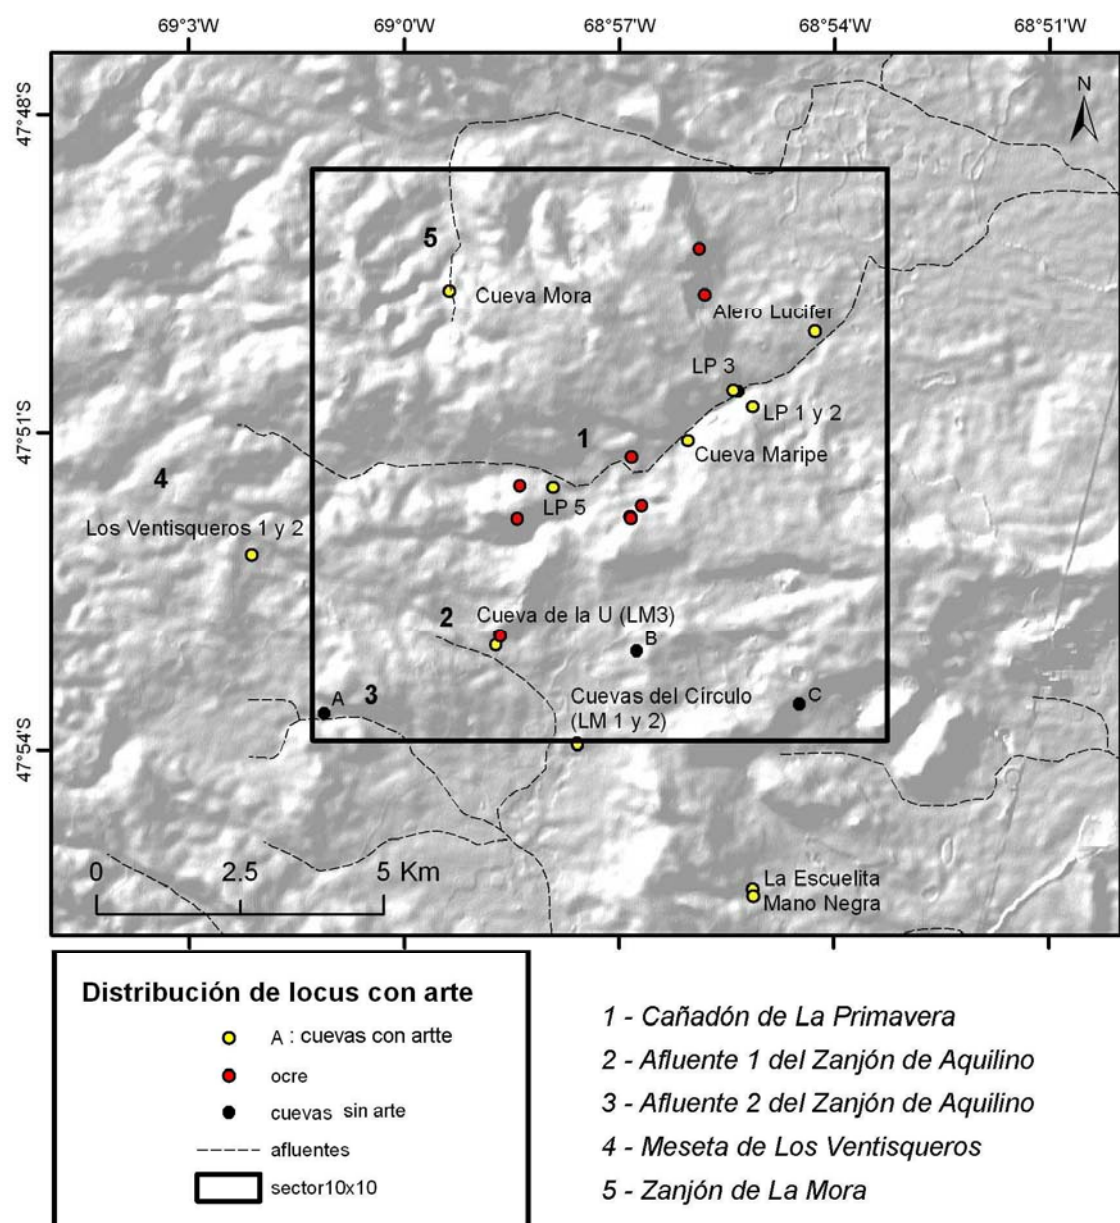 69°3'W 69°0'W 68°57'W 68°54'W 68°51'W
N
47°48'S
5
Cueva Mora
Alero Lucifer
LP 3
LP 1 y 2
47°51'S
1
Cueva Maripe
4
LP 5
Los Ventisqueros 1 y 2
2
Cueva de la U (LM3)
B
A
3
Cuevas del Círculo
(LM 1 y 2)
C
47°54'S
0 2.5 5 Km
La Escuelita
Mano Negra
Distribución de locus con arte
A : cuevas con artte
ocre
cuevas sin arte
afluentes
sector10x10
1 - Cañadón de La Primavera
2 - Afluente 1 del Zanjón de Aquilino
3 - Afluente 2 del Zanjón de Aquilino
4 - Meseta de Los Ventisqueros
5 - Zanjón de La Mora